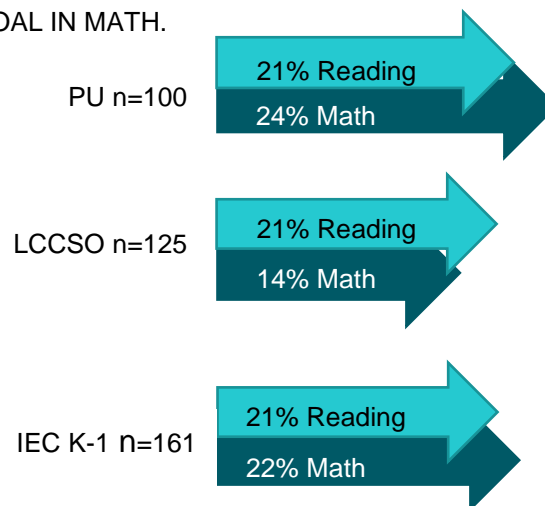 OAL IN MATH.
21% Reading
PU n=100
24% Math
21% Reading
LCCSO n=125
14% Math
21% Reading
IEC K-1 n=161
22% Math